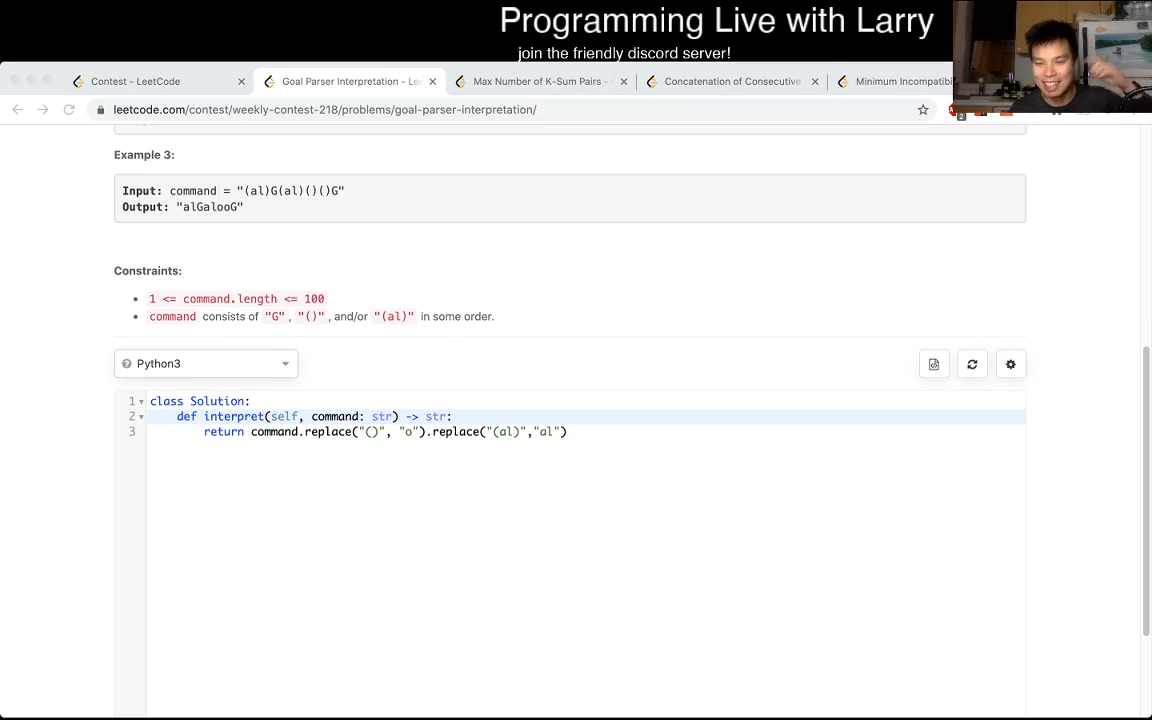 Programming Live with Larry
join the friendly discord server!
Contest - LeetCode
Goal Parser Interpretation - Le
Max Number of K-Sum Pairs -
Concatenation of Consecutive
Minimum Incompatibi
leetcode.com/contest/weekly-contest-218/problems/goal-parser-interpretation/
2
Example 3:
Input: command = "(al)G(al)()()G"
Output: "alGalooG"
Constraints:
1 <= command.length <= 100
command consists of "G", "()", and/or "(al)" in some order.
Python3
1 class Solution:
2 def interpret(self, command: str) -> str:
3 return command.replace("()", "o").replace("(al)","al")